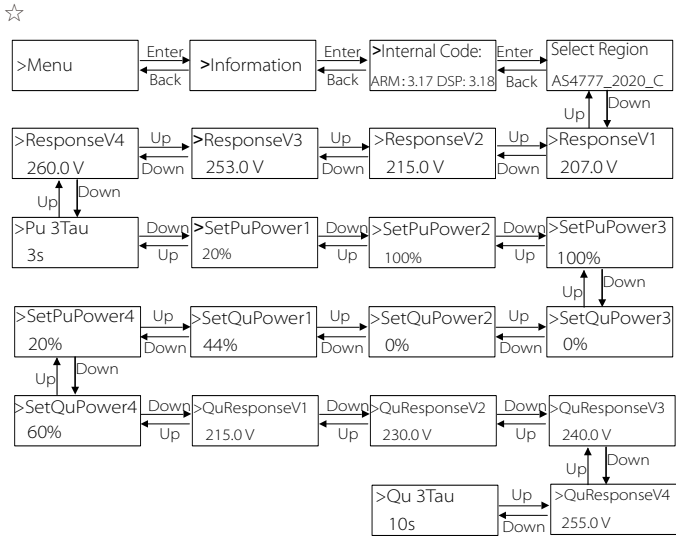 ☆
>Menu
Enter
Back
>Information
Enter
Back
>Internal Code:
ARM: 3.17 DSP: 3.18
Enter
Back
Select Region
AS4777_2020_C
Up
Down
>ResponseV4
260.0 V
Up
Down
>ResponseV3
253.0 V
Up
Down
>ResponseV2
215.0 V
Up
Down
>ResponseV1
207.0 V
Up
Down
>Pu 3Tau
3s
Down
Up
>SetPuPower1
20%
Down
Up
>SetPuPower2
100%
Down
Up
>SetPuPower3
100%
Up
Down
>SetPuPower4
20%
Up
Down
>SetQuPower1
44%
Up
Down
>SetQuPower2
0%
Up
Down
>SetQuPower3
0%
Up
Down
>SetQuPower4
60%
Down
Up
>QuResponseV1
215.0 V
Down
Up
>QuResponseV2
230.0 V
Down
Up
>QuResponseV3
240.0 V
Up
Down
>Qu 3Tau
10s
Up
Down
>QuResponseV4
255.0 V